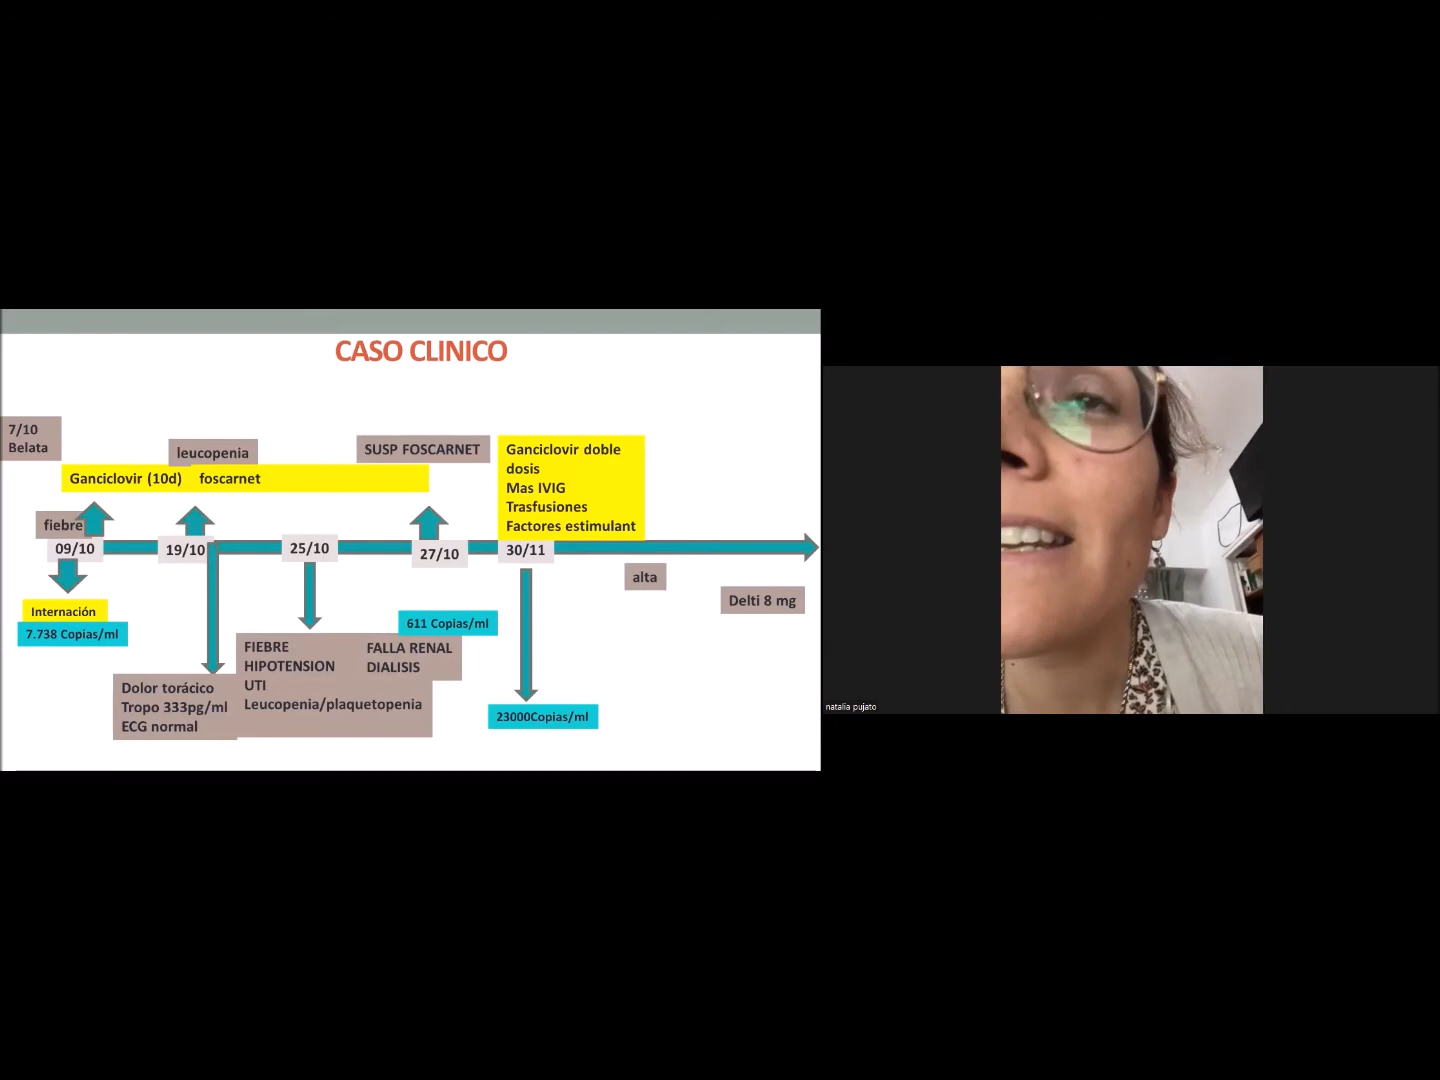 CASO CLINICO
7/10
Belata
leucopenia
SUSP FOSCARNET
Ganciclovir doble
dosis
Mas IVIG
Trasfusiones
Factores estimulant
Ganciclovir (10d) foscarnet
fiebre
09/10
19/10
25/10
27/10
30/11
alta
Delti 8 mg
Internación
7.738 Copias/ml
611 Copias/ml
FIEBRE
HIPOTENSION
UTI
Leucopenia/plaquetopenia
FALLA RENAL
DIALISIS
Dolor torácico
Tropo 333pg/ml
ECG normal
23000Copias/ml
natalia pujato